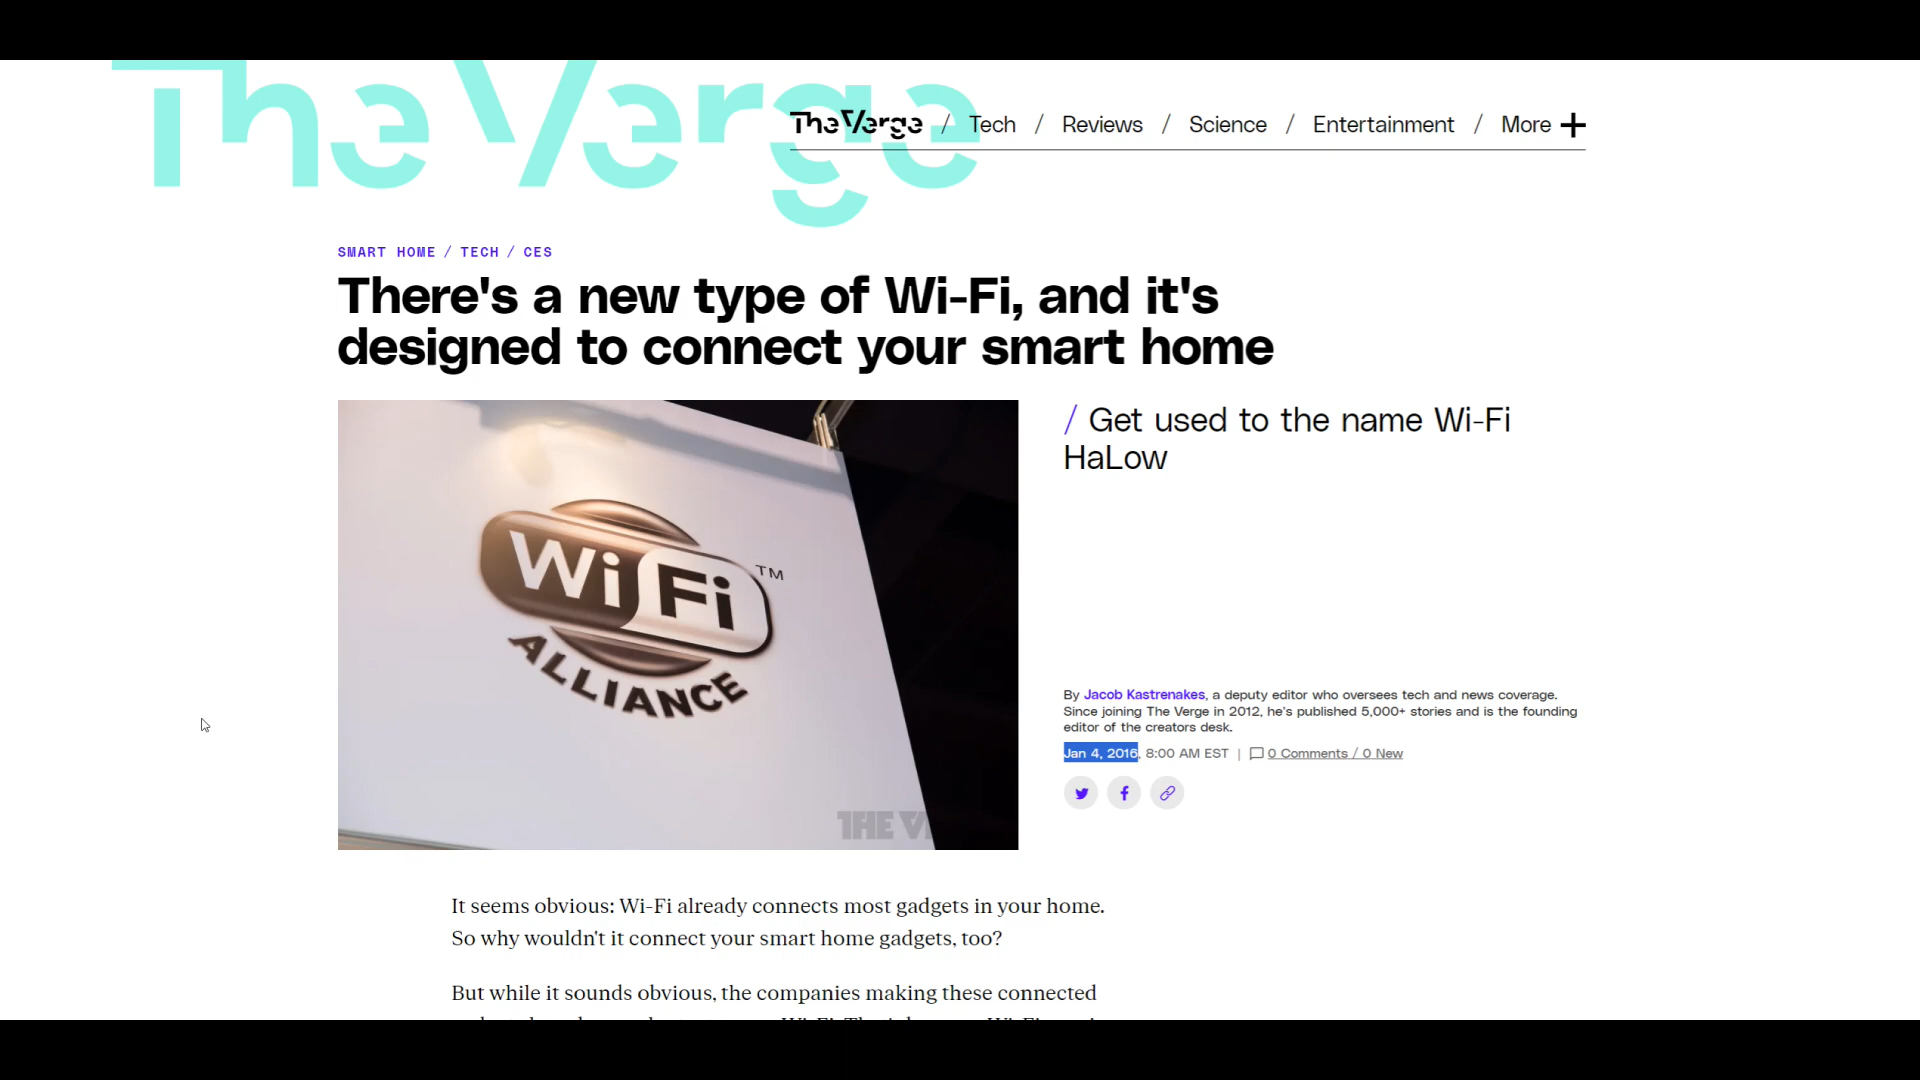 The Verge
The Verge / Tech / Reviews / Science / Entertainment / More +
SMART HOME / TECH / CES
There's a new type of Wi-Fi, and it's
designed to connect your smart home
/ Get used to the name Wi-Fi
HaLow
Wi Fi TM
ALLIANCE
THE V
By Jacob Kastrenakes, a deputy editor who oversees tech and news coverage.
Since joining The Verge in 2012, he's published 5,000+ stories and is the founding
editor of the creators desk.
Jan 4, 2016, 8:00 AM EST | 0 Comments / 0 New
It seems obvious: Wi-Fi already connects most gadgets in your home.
So why wouldn't it connect your smart home gadgets, too?
But while it sounds obvious, the companies making these connected